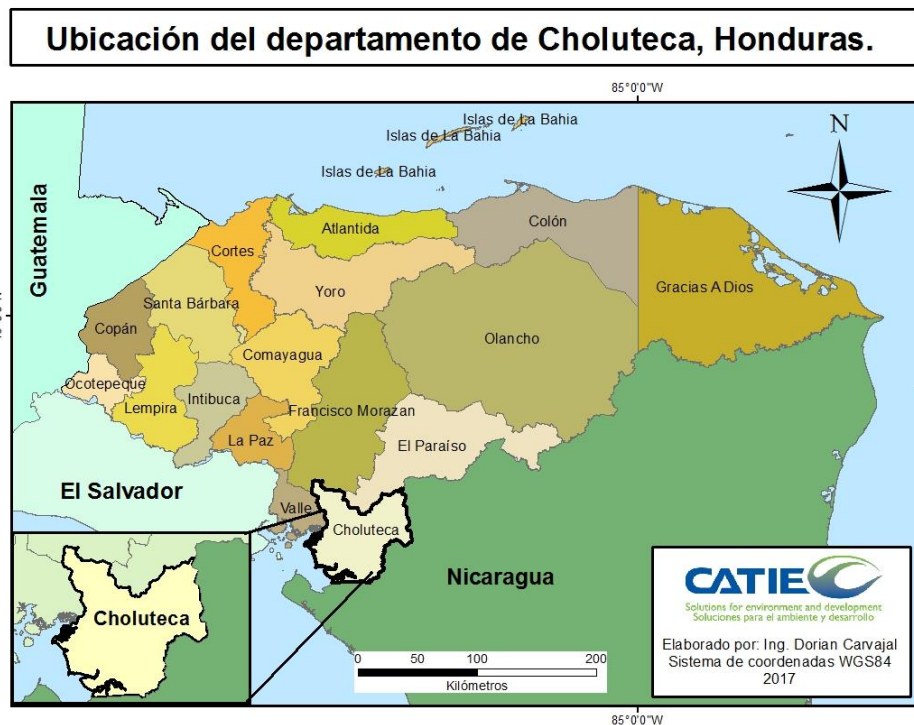 Ubicación del departamento de Choluteca, Honduras.
85°0'0"W
N
Islas de La Bahia
Islas de La Bahia
Islas de La Bahia
Guatemala
Atlantida
Colón
Cortes
Yoro
Gracias A Dios
Santa Bárbara
Copán
Olancho
Comayagua
Ocotepeque
Intibuca
Lempira
Francisco Morazan
La Paz
El Paraíso
El Salvador
Valle
Choluteca
Nicaragua
Choluteca
CATIE
Solutions for environment and development
Soluciones para el ambiente y desarrollo
Elaborado por: Ing. Dorian Carvajal
Sistema de coordenadas WGS84
2017
0 50 100 200
Kilómetros
85°0'0"W